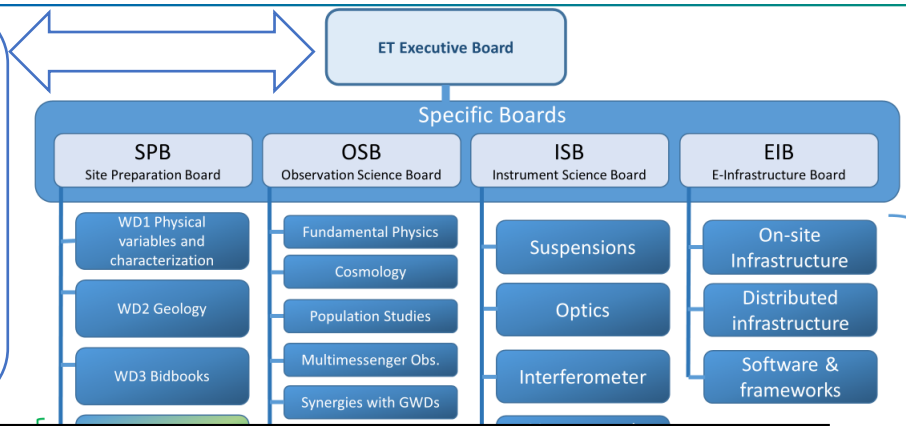 ET Executive Board
Specific Boards
SPB
Site Preparation Board
OSB
Observation Science Board
ISB
Instrument Science Board
EIB
E-Infrastructure Board
WD1 Physical
variables and
characterization
WD2 Geology
WD3 Bidbooks
Fundamental Physics
Cosmology
Population Studies
Multimessenger Obs.
Synergies with GWDs
Suspensions
Optics
Interferometer
On-site
Infrastructure
Distributed
infrastructure
Software &
frameworks